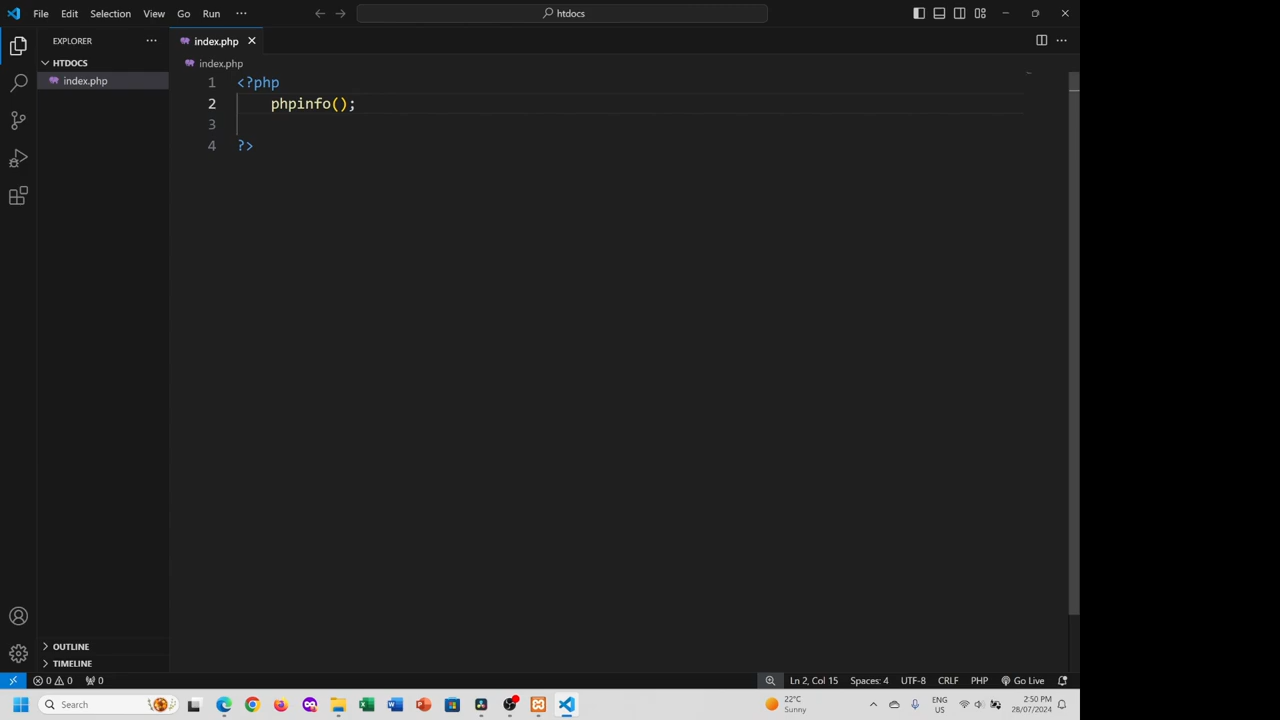 File Edit Selection View Go Run ··· htdocs
EXPLORER ···
HTDOCS
index.php
OUTLINE
TIMELINE
index.php
index.php
1 <?php
2 phpinfo();
3
4 ?>
0 0 0
Ln 2, Col 15 Spaces: 4 UTF-8 CRLF PHP Go Live
Search
22°C
Sunny
ENG
US
2:50 PM
28/07/2024